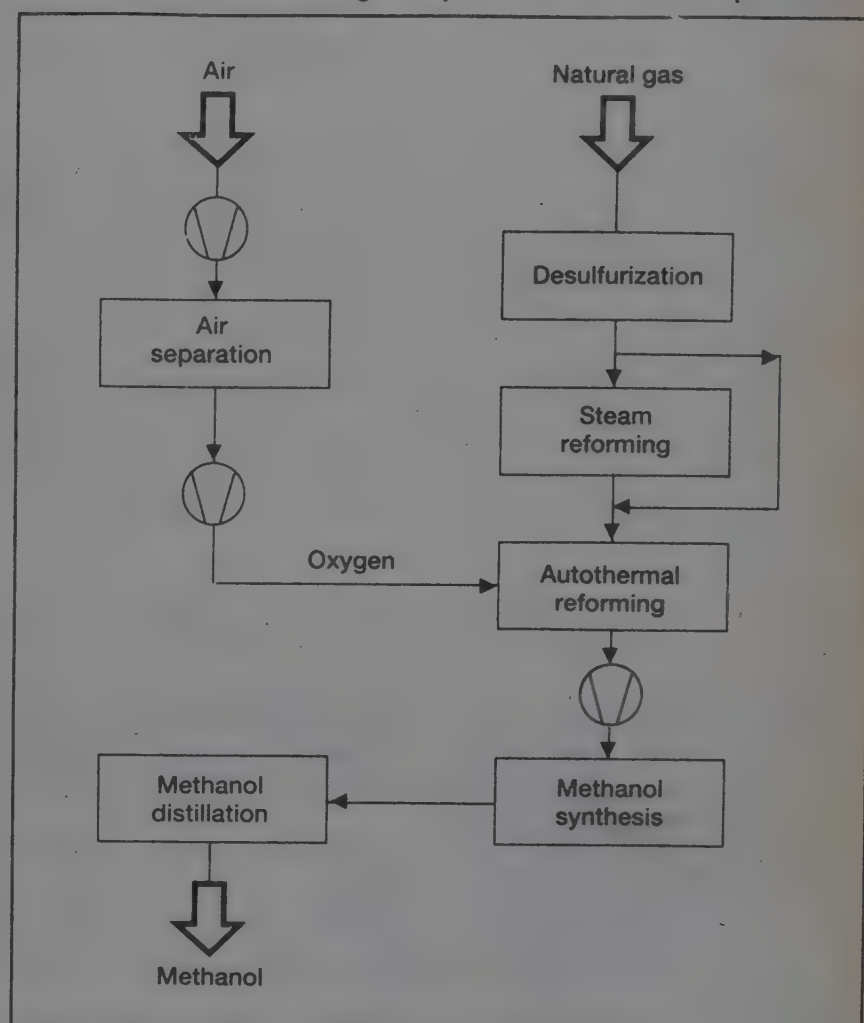 Air
Natural gas
Desulfurization
Air
separation
Steam
reforming
Oxygen
Autothermal
reforming
Methanol
distillation
Methanol
synthesis
Methanol